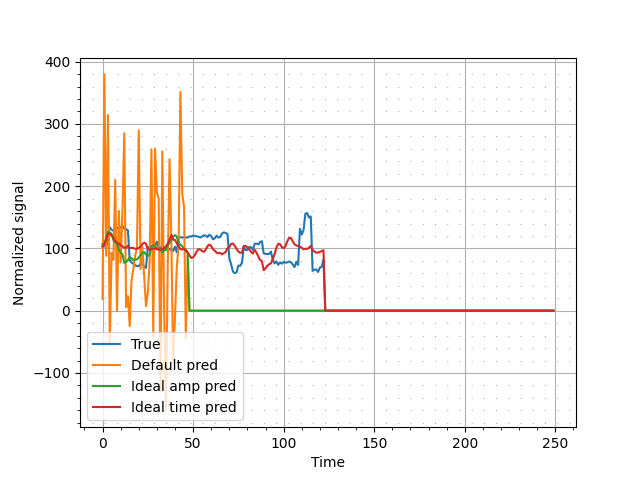 400
300
200
100
0
−100
0
50
100
150
200
250
Normalized signal
Time
True
Default pred
Ideal amp pred
Ideal time pred